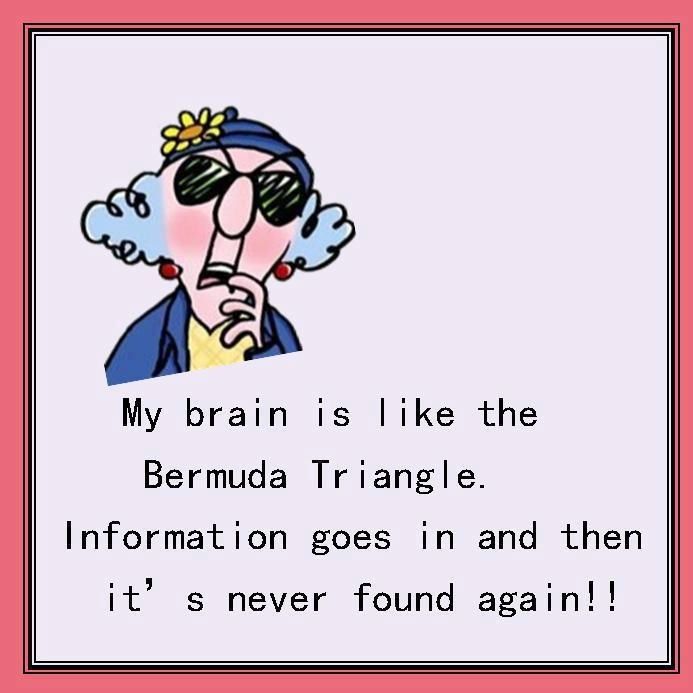 My brain is like the
Bermuda Triangle.
Information goes in and then
it’s never found again!!